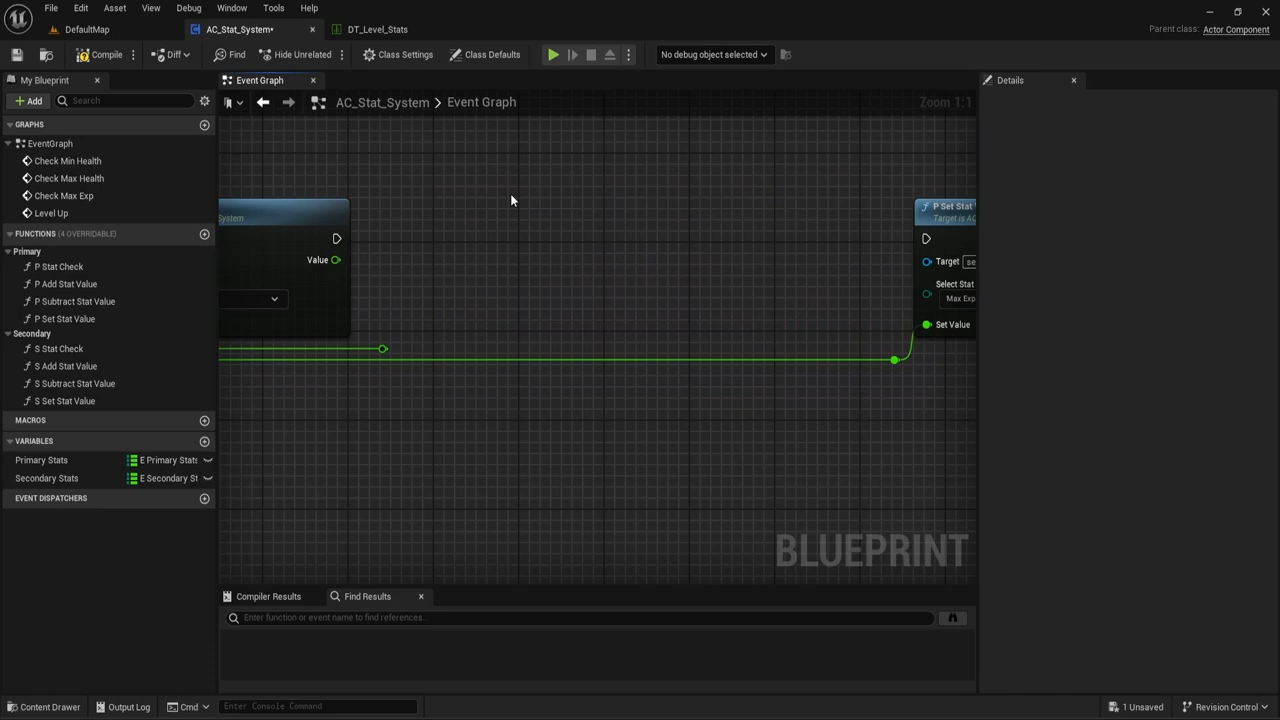 File Edit Asset View Debug Window Tools Help
DefaultMap AC_Stat_System* DT_Level_Stats Parent class: Actor Component
Compile Diff Find Hide Unrelated Class Settings Class Defaults No debug object selected
My Blueprint Event Graph Details
Add Search AC_Stat_System > Event Graph Zoom 1:1
GRAPHS
EventGraph
Check Min Health
Check Max Health
Check Max Exp
Level Up
FUNCTIONS (4 OVERRIDABLE)
Primary
P Stat Check
P Add Stat Value
P Subtract Stat Value
P Set Stat Value
Secondary
S Stat Check
S Add Stat Value
S Subtract Stat Value
S Set Stat Value
MACROS
VARIABLES
Primary Stats E Primary Stats
Secondary Stats E Secondary St
EVENT DISPATCHERS
System
Value
P Set Stat
Target is AC
Target se
Select Stat
Max Exp
Set Value
BLUEPRINT
Compiler Results Find Results
Enter function or event name to find references...
Content Drawer Output Log Cmd Enter Console Command 1 Unsaved Revision Control